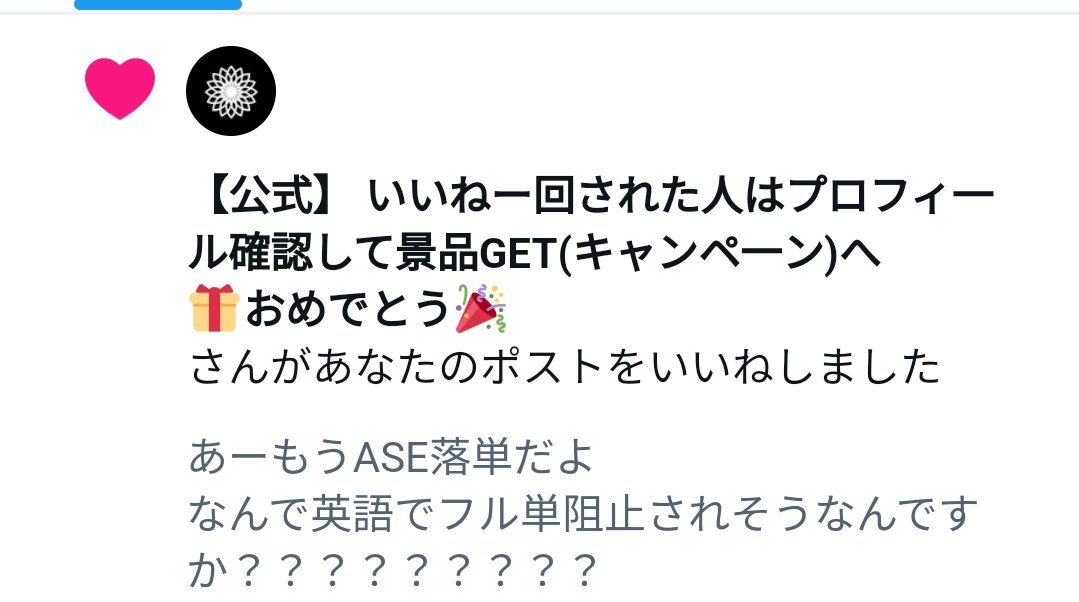 【公式】 いいね一回された人はプロフィー
ル確認して景品GET(キャンペーン)へ
🎁おめでとう🎉
さんがあなたのポストをいいねしました
あーもうASE落単だよ
なんで英語でフル単阻止されそうなんです
か？？？？？？？？？